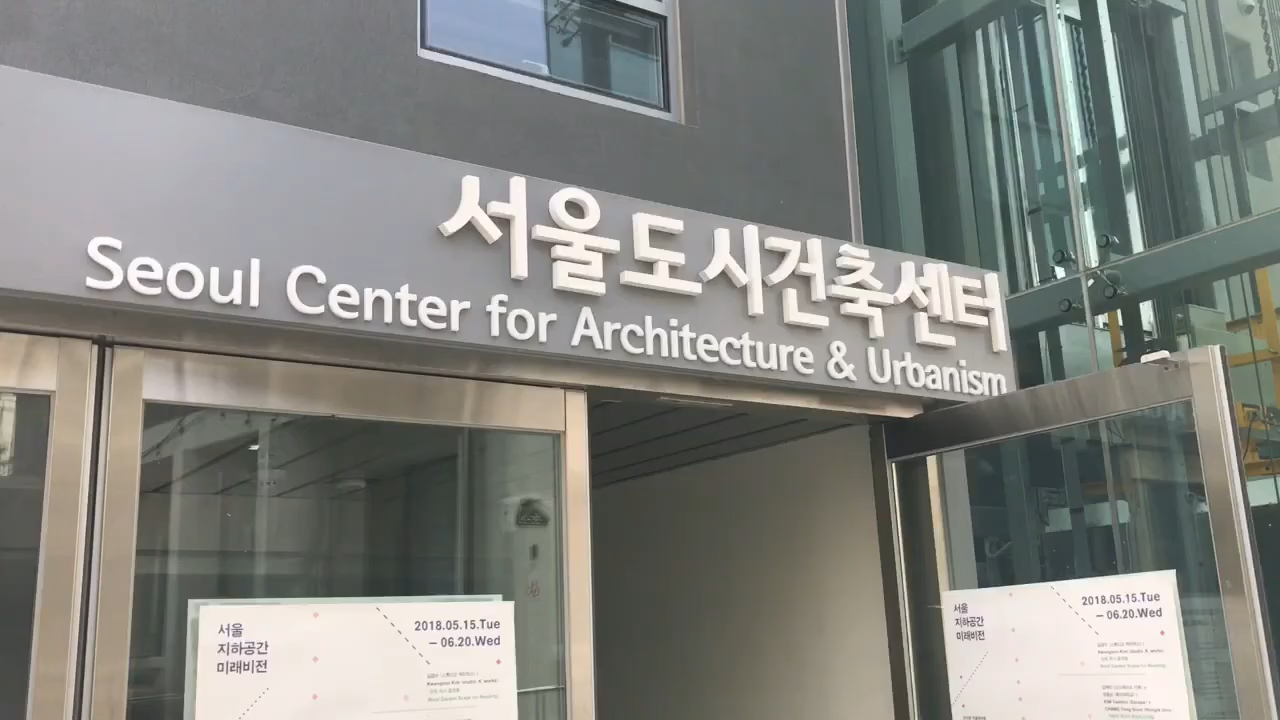 서울도시건축센터
Seoul Center for Architecture & Urbanism
서울
지하공간
미래비전
2018.05.15.Tue
– 06.20.Wed
서울
지하공간
미래비전
2018.05.15.Tue
– 06.20.Wed